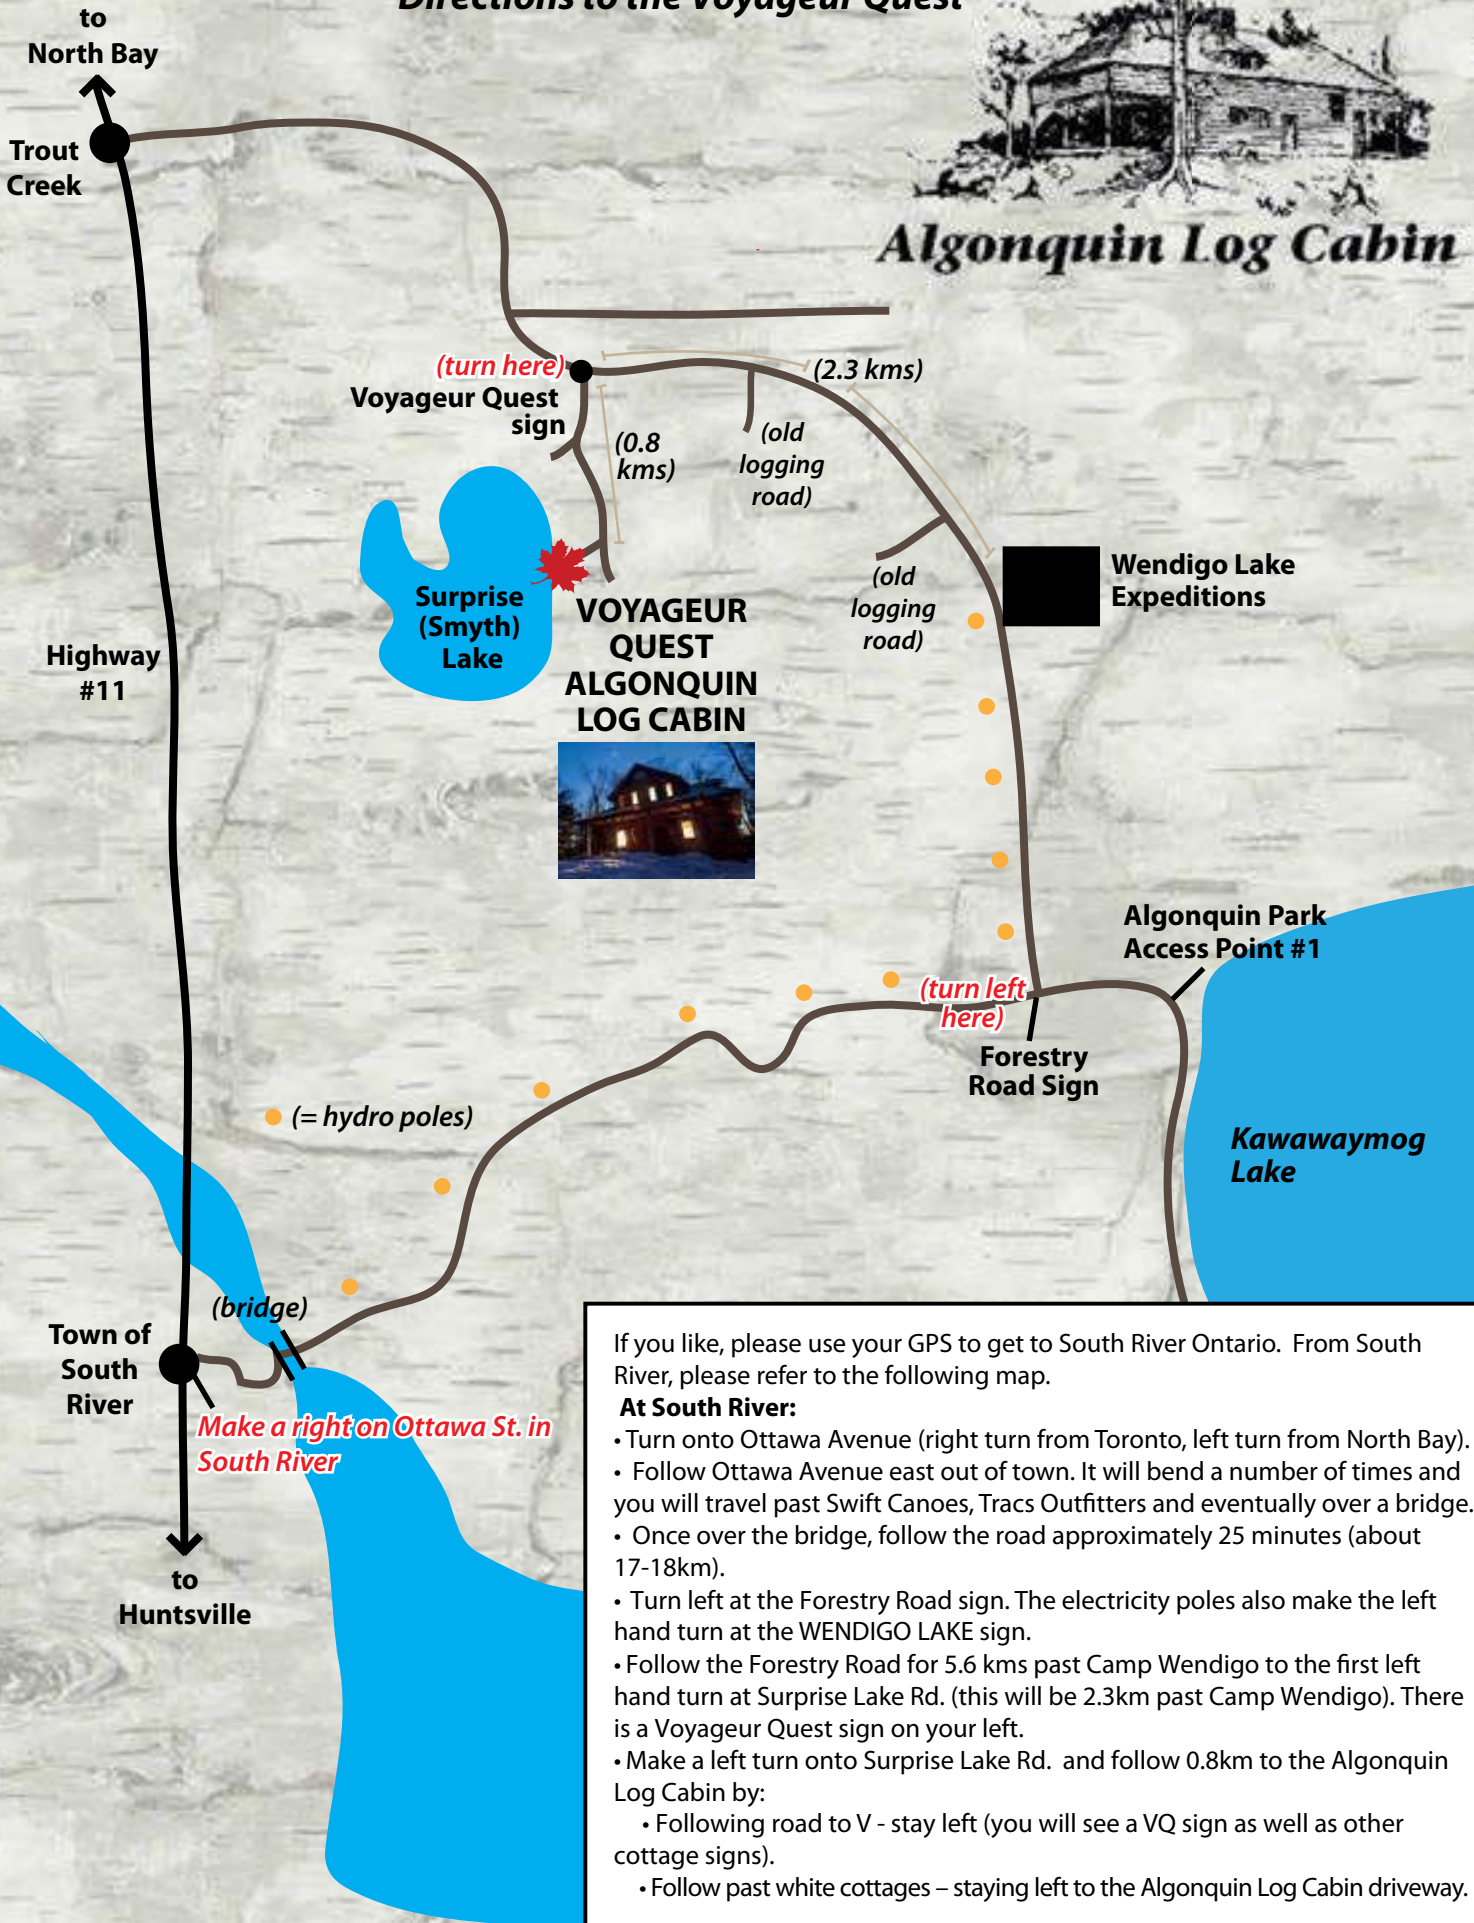 Directions to the Voyageur Quest
to
North Bay
Trout
Creek
Algonquin Log Cabin
(turn here)
Voyageur Quest
sign
(2.3 kms)
(0.8
kms)
(old
logging
road)
(old
logging
road)
Wendigo Lake
Expeditions
Surprise
(Smyth)
Lake
VOYAGEUR
QUEST
ALGONQUIN
LOG CABIN
Highway
#11
Algonquin Park
Access Point #1
(turn left
here)
Forestry
Road Sign
(= hydro poles)
Kawawaymog
Lake
(bridge)
Town of
South
River
Make a right on Ottawa St. in
South River
to
Huntsville
If you like, please use your GPS to get to South River Ontario. From South
River, please refer to the following map.
At South River:
• Turn onto Ottawa Avenue (right turn from Toronto, left turn from North Bay).
• Follow Ottawa Avenue east out of town. It will bend a number of times and
you will travel past Swift Canoes, Tracs Outfitters and eventually over a bridge.
• Once over the bridge, follow the road approximately 25 minutes (about
17-18km).
• Turn left at the Forestry Road sign. The electricity poles also make the left
hand turn at the WENDIGO LAKE sign.
• Follow the Forestry Road for 5.6 kms past Camp Wendigo to the first left
hand turn at Surprise Lake Rd. (this will be 2.3km past Camp Wendigo). There
is a Voyageur Quest sign on your left.
• Make a left turn onto Surprise Lake Rd. and follow 0.8km to the Algonquin
Log Cabin by:
• Following road to V - stay left (you will see a VQ sign as well as other
cottage signs).
• Follow past white cottages – staying left to the Algonquin Log Cabin driveway.